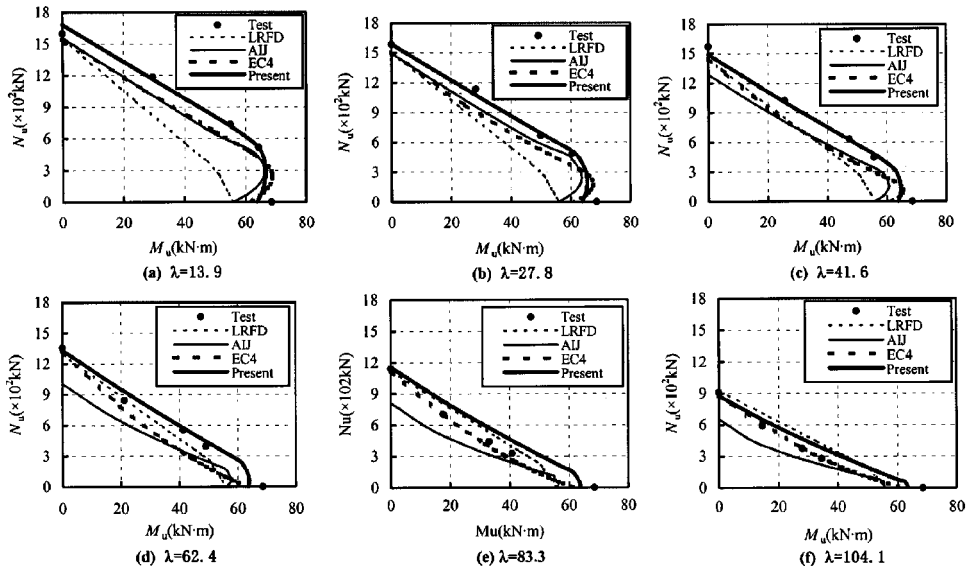 18
15
12
9
6
3
0
N_u(×10²kN)
Test
LRFD
AIJ
EC4
Present
0 20 40 60 80
M_u(kN·m)
(a) λ=13.9
18
15
12
9
6
3
0
N_u(×10²kN)
Test
LRFD
AIJ
EC4
Present
0 20 40 60 80
M_u(kN·m)
(b) λ=27.8
18
15
12
9
6
3
0
N_u(×10²kN)
Test
LRFD
AIJ
EC4
Present
0 20 40 60 80
M_u(kN·m)
(c) λ=41.6
18
15
12
9
6
3
0
N_u(×10²kN)
Test
LRFD
AIJ
EC4
Present
0 20 40 60 80
M_u(kN·m)
(d) λ=62.4
18
15
12
9
6
3
0
Nu(×102kN)
Test
LRFD
AIJ
EC4
Present
0 20 40 60 80
Mu(kN·m)
(e) λ=83.3
18
15
12
9
6
3
0
N_u(×10²kN)
Test
LRFD
AIJ
EC4
Present
0 20 40 60 80
M_u(kN·m)
(f) λ=104.1